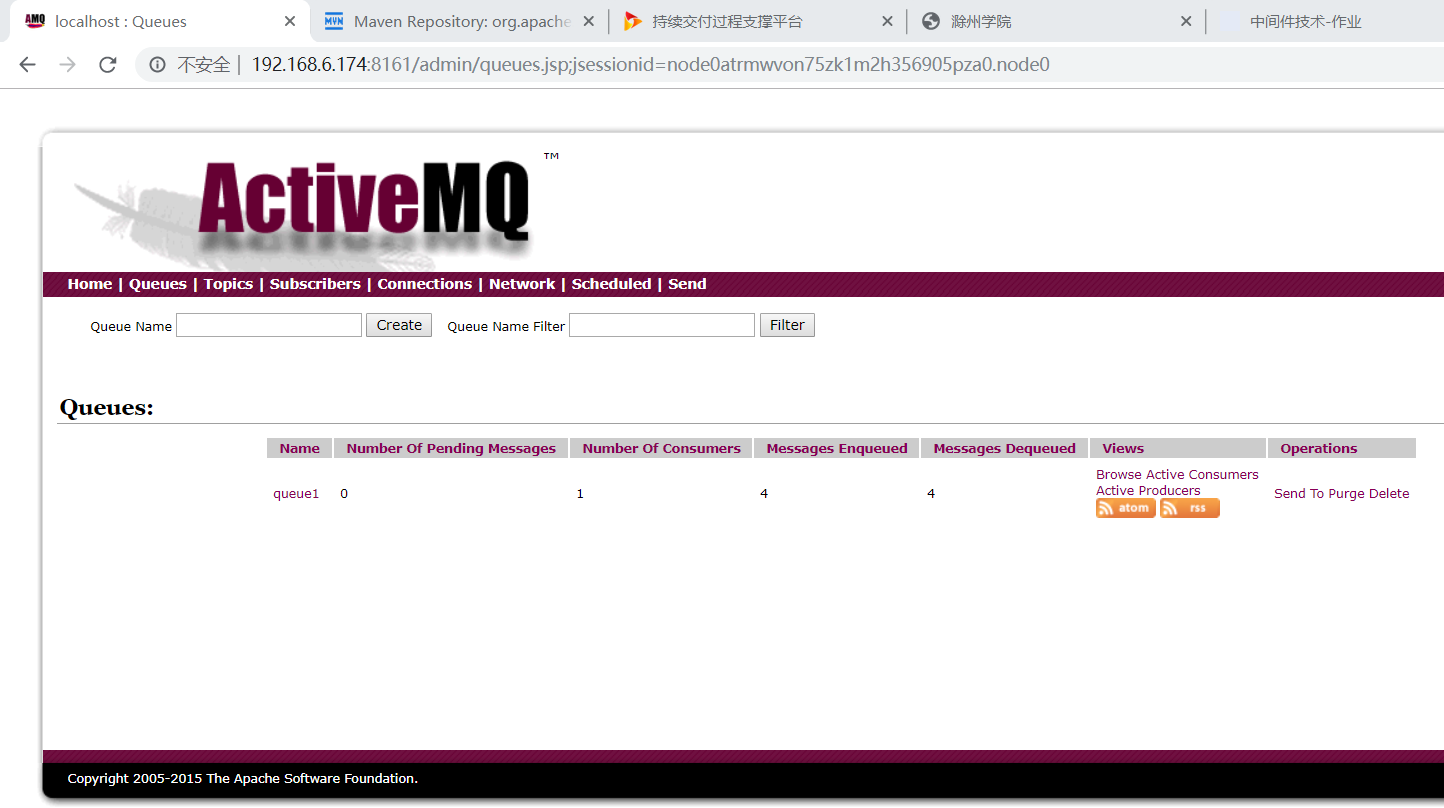 localhost : Queues
Maven Repository: org.apache
持续交付过程支撑平台
滁州学院
中间件技术-作业
不安全 | 192.168.6.174:8161/admin/queues.jsp;jsessionid=node0atrmwvon75zk1m2h356905pza0.node0
ActiveMQ ™
Home | Queues | Topics | Subscribers | Connections | Network | Scheduled | Send
Queue Name Create Queue Name Filter Filter
Queues:
Name Number Of Pending Messages Number Of Consumers Messages Enqueued Messages Dequeued Views Operations
queue1 0 1 4 4 Browse Active Consumers
Active Producers
atom rss
Send To Purge Delete
Copyright 2005-2015 The Apache Software Foundation.